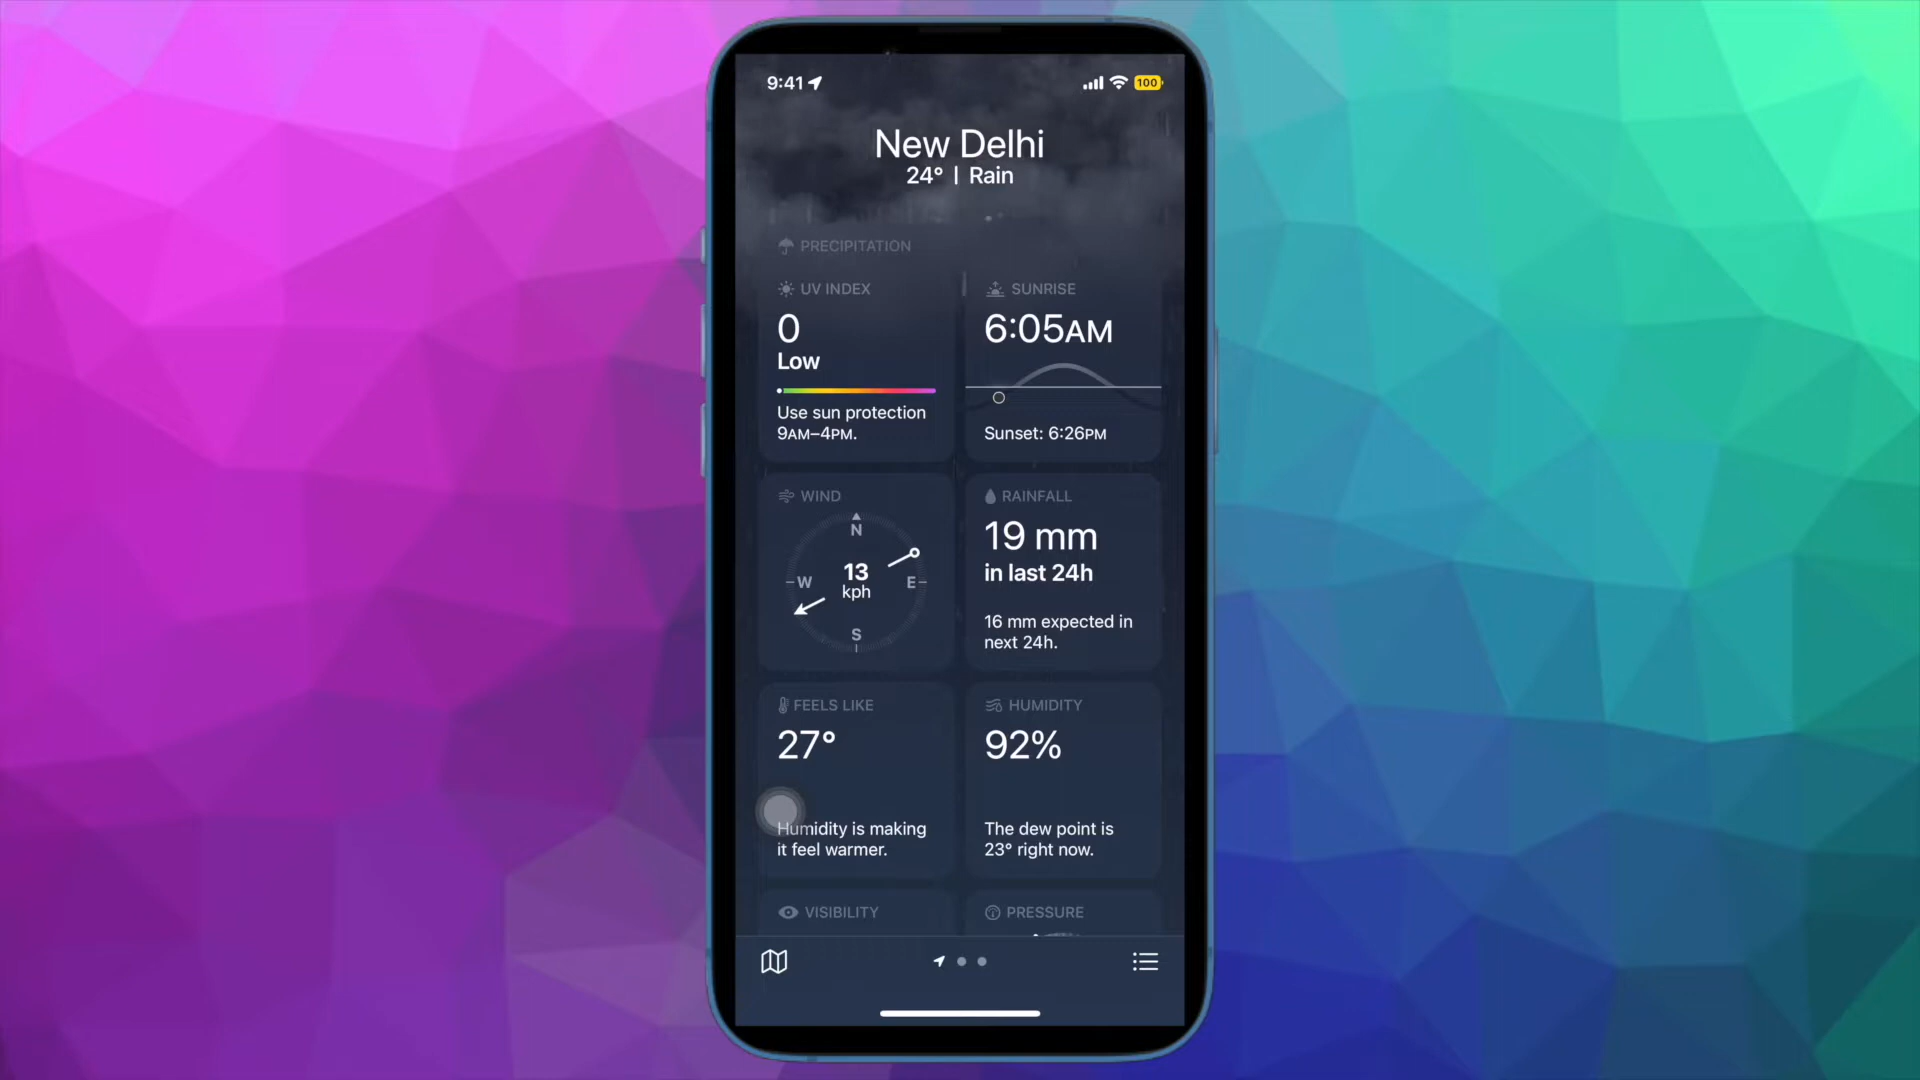 9:41
100
New Delhi
24° | Rain
PRECIPITATION
UV INDEX
0
Low
Use sun protection
9AM–4PM.
SUNRISE
6:05AM
Sunset: 6:26PM
WIND
N
W
E
S
13
kph
RAINFALL
19 mm
in last 24h
16 mm expected in
next 24h.
FEELS LIKE
27°
Humidity is making
it feel warmer.
HUMIDITY
92%
The dew point is
23° right now.
VISIBILITY
PRESSURE